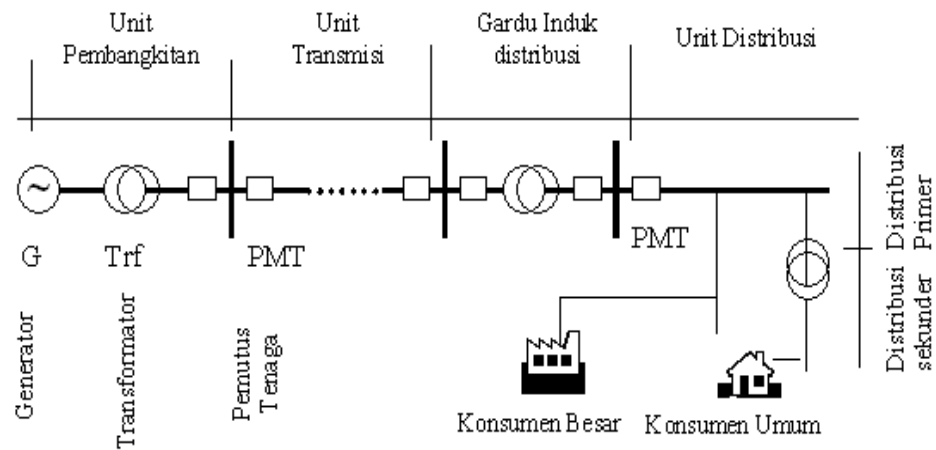 Unit
Pembangkitan
Unit
Transmisi
Gardu Induk
distribusi
Unit Distribusi
~
G
Trf
PMT
PMT
Generator
Transformator
Pemutus
Tenaga
Distribusi
Primer
Distribusi
sekunder
Konsumen Besar
Konsumen Umum